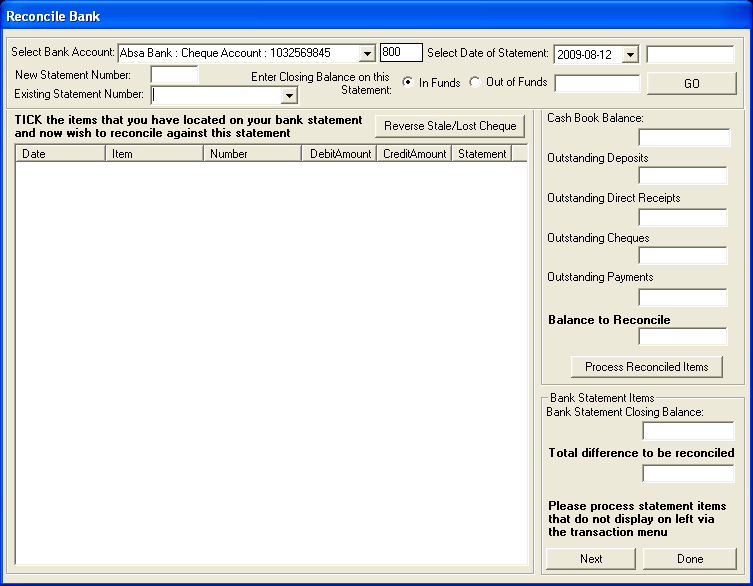 Reconcile Bank
Select Bank Account: Absa Bank : Cheque Account : 1032569845 800 Select Date of Statement: 2009-08-12
New Statement Number:
Existing Statement Number:
Enter Closing Balance on this
Statement:
In Funds Out of Funds GO
TICK the items that you have located on your bank statement
and now wish to reconcile against this statement
Reverse Stale/Lost Cheque
Date Item Number DebitAmount CreditAmount Statement
Cash Book Balance:
Outstanding Deposits
Outstanding Direct Receipts
Outstanding Cheques
Outstanding Payments
Balance to Reconcile
Process Reconciled Items
Bank Statement Items
Bank Statement Closing Balance:
Total difference to be reconciled
Please process statement items
that do not display on left via
the transaction menu
Next Done